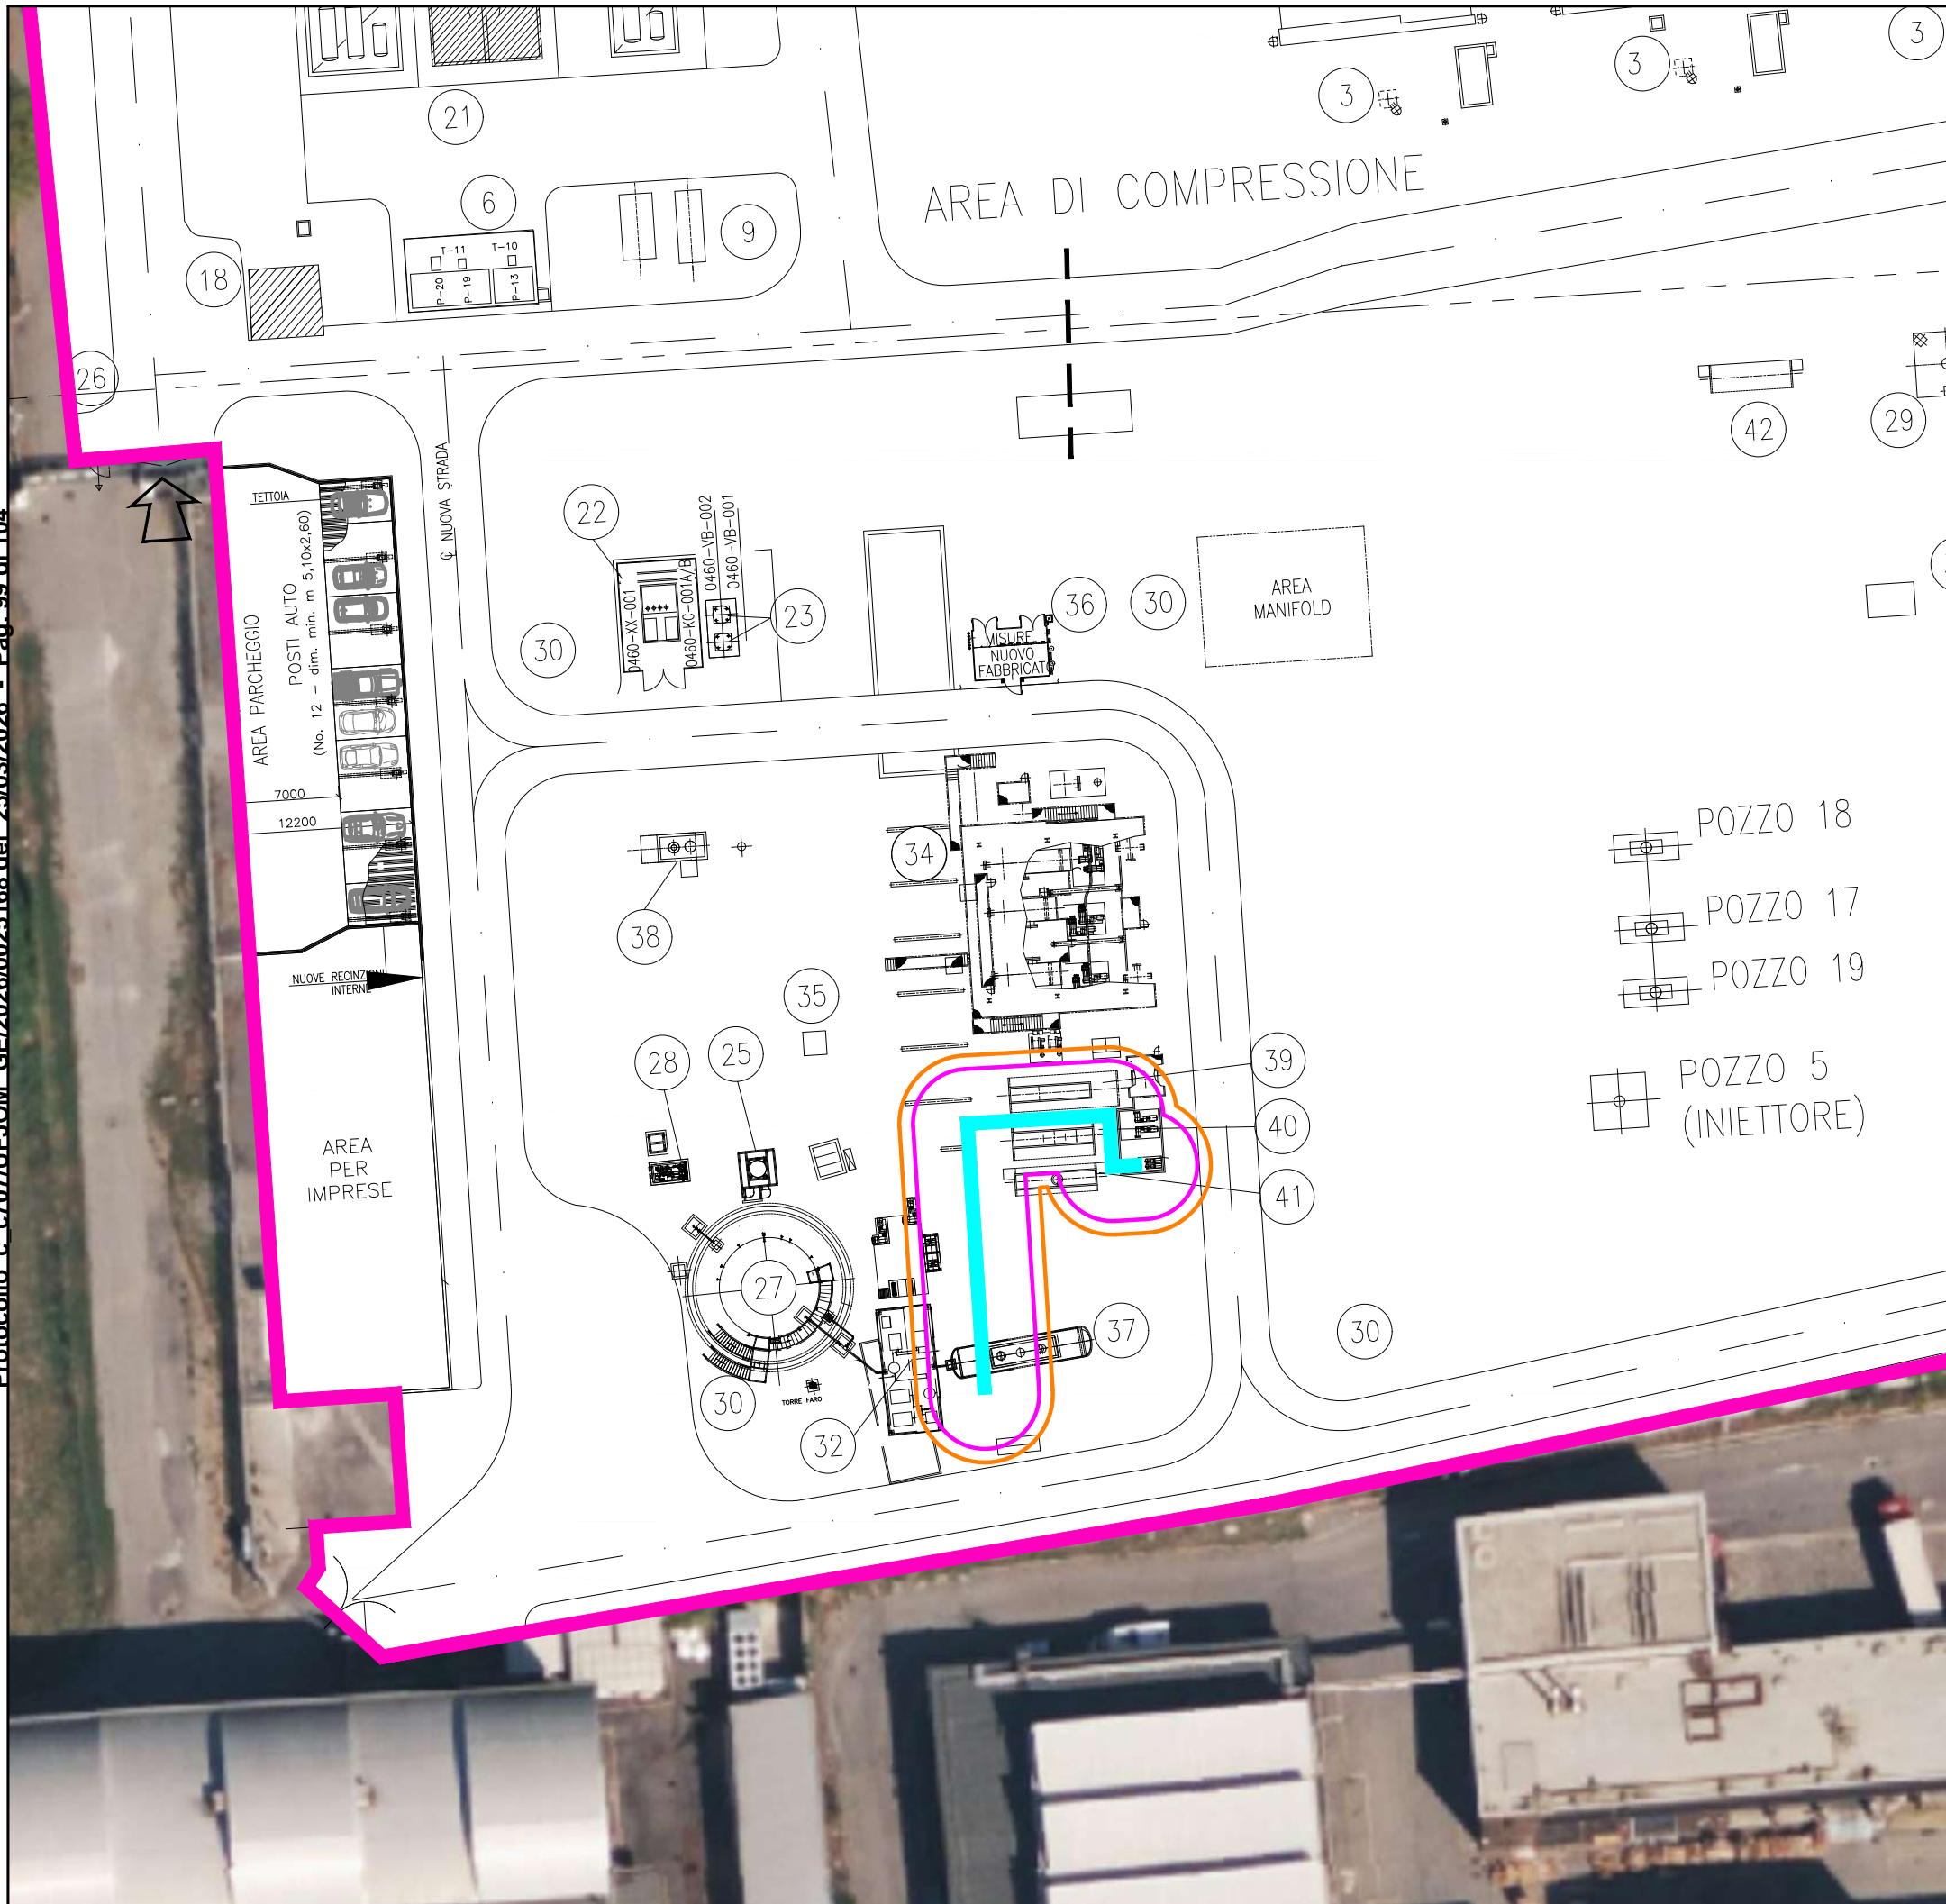 3
3
3
21
AREA DI COMPRESSIONE
6
9
T-11
T-10
P-20
P-19
P-13
18
26
42
29
TETTOIA
NUOVA STRADA
22
0460-VB-002
0460-VB-001
0460-XX-001
0460-KC-001A/B
23
30
AREA PARCHEGGIO
POSTI AUTO
(No. 12 - dim. min. m 5,10x2,60)
36
30
MISURE
NUOVO
FABBRICATO
AREA
MANIFOLD
7000
12200
34
38
POZZO 18
POZZO 17
POZZO 19
NUOVE RECINZIONI
INTERNE
35
28
25
39
40
41
POZZO 5
(INIETTORE)
AREA
PER
IMPRESE
27
37
30
30
TORRE FARO
32